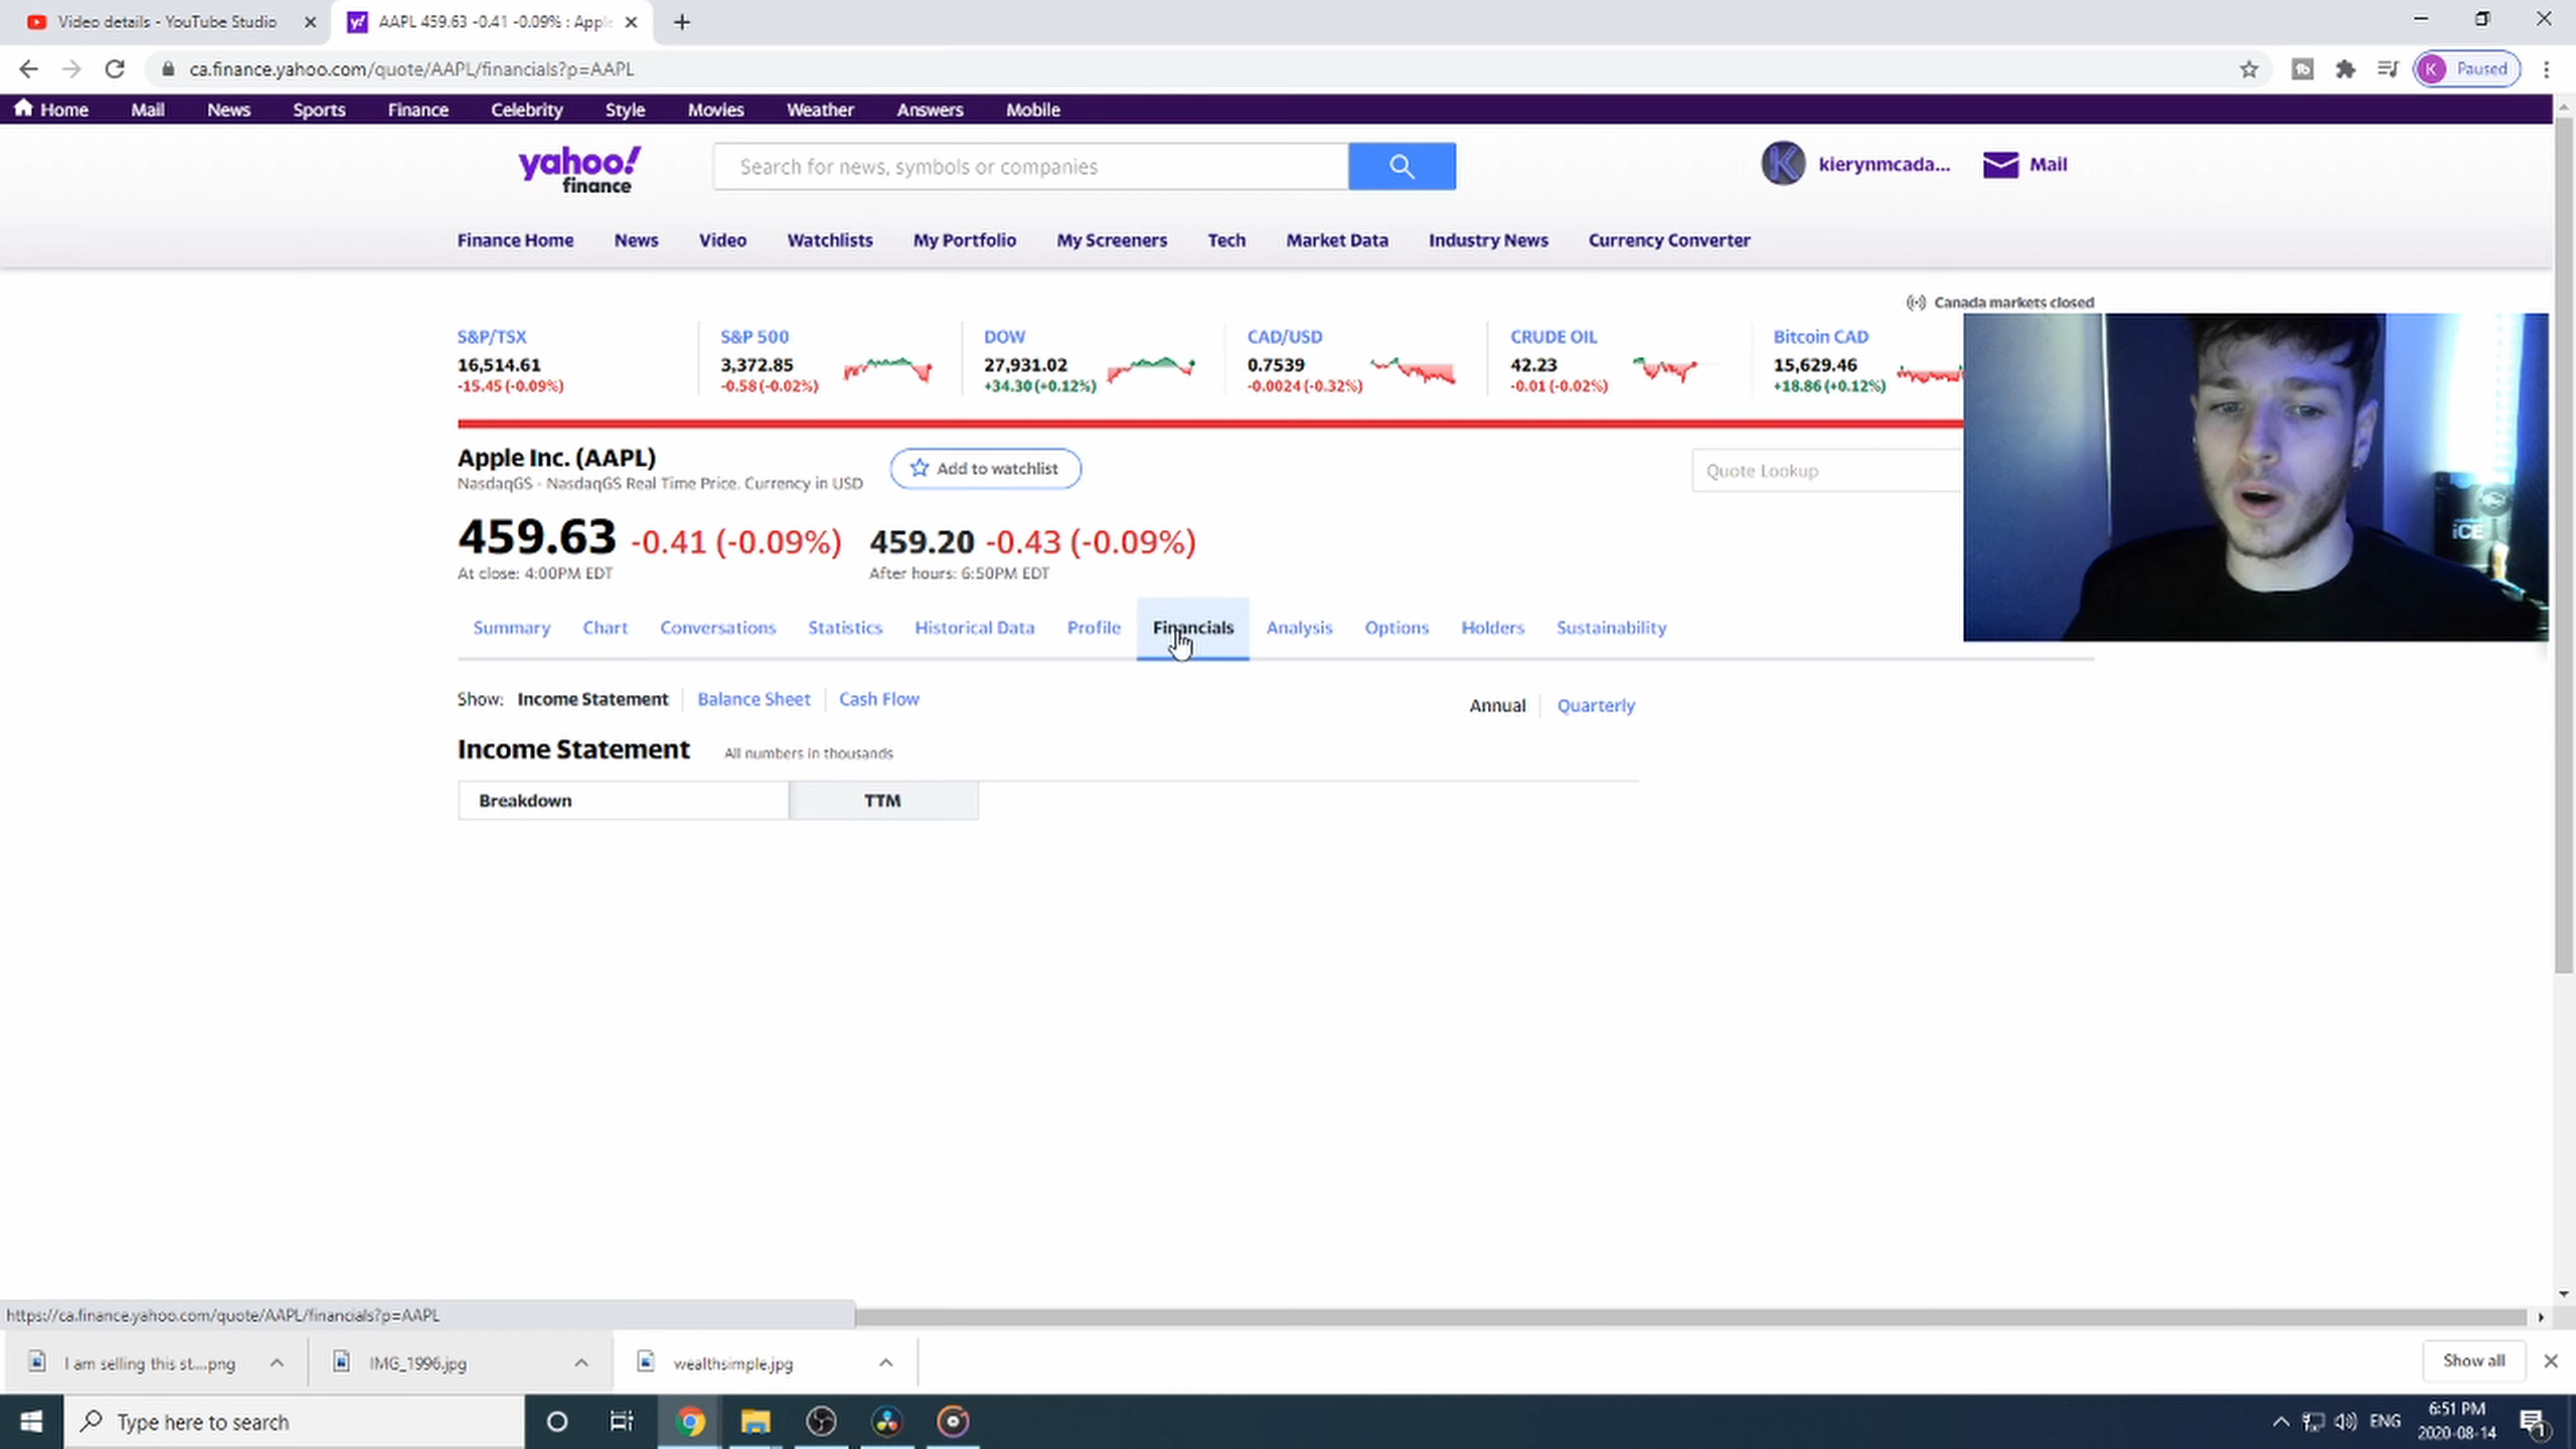 Video details - YouTube Studio
AAPL 459.63 -0.41 -0.09% : Apple
ca.finance.yahoo.com/quote/AAPL/financials?p=AAPL
K Paused
Home Mail News Sports Finance Celebrity Style Movies Weather Answers Mobile
yahoo!
finance
Search for news, symbols or companies
K kierynmcada... Mail
Finance Home News Video Watchlists My Portfolio My Screeners Tech Market Data Industry News Currency Converter
Canada markets closed
S&P/TSX S&P 500 DOW CAD/USD CRUDE OIL Bitcoin CAD
16,514.61 3,372.85 27,931.02 0.7539 42.23 15,629.46
-15.45 (-0.09%) -0.58 (-0.02%) +34.30 (+0.12%) -0.0024 (-0.32%) -0.01 (-0.02%) +18.86 (+0.12%)
Apple Inc. (AAPL)
NasdaqGS - NasdaqGS Real Time Price. Currency in USD
Add to watchlist
Quote Lookup
459.63 -0.41 (-0.09%) 459.20 -0.43 (-0.09%)
At close: 4:00PM EDT After hours: 6:50PM EDT
iCE
Summary Chart Conversations Statistics Historical Data Profile Financials Analysis Options Holders Sustainability
Show: Income Statement Balance Sheet Cash Flow
Annual Quarterly
Income Statement All numbers in thousands
Breakdown TTM
https://ca.finance.yahoo.com/quote/AAPL/financials?p=AAPL
I am selling this st....png IMG_1996.jpg wealthsimple.jpg Show all
Type here to search
ENG
6:51 PM
2020-08-14
1